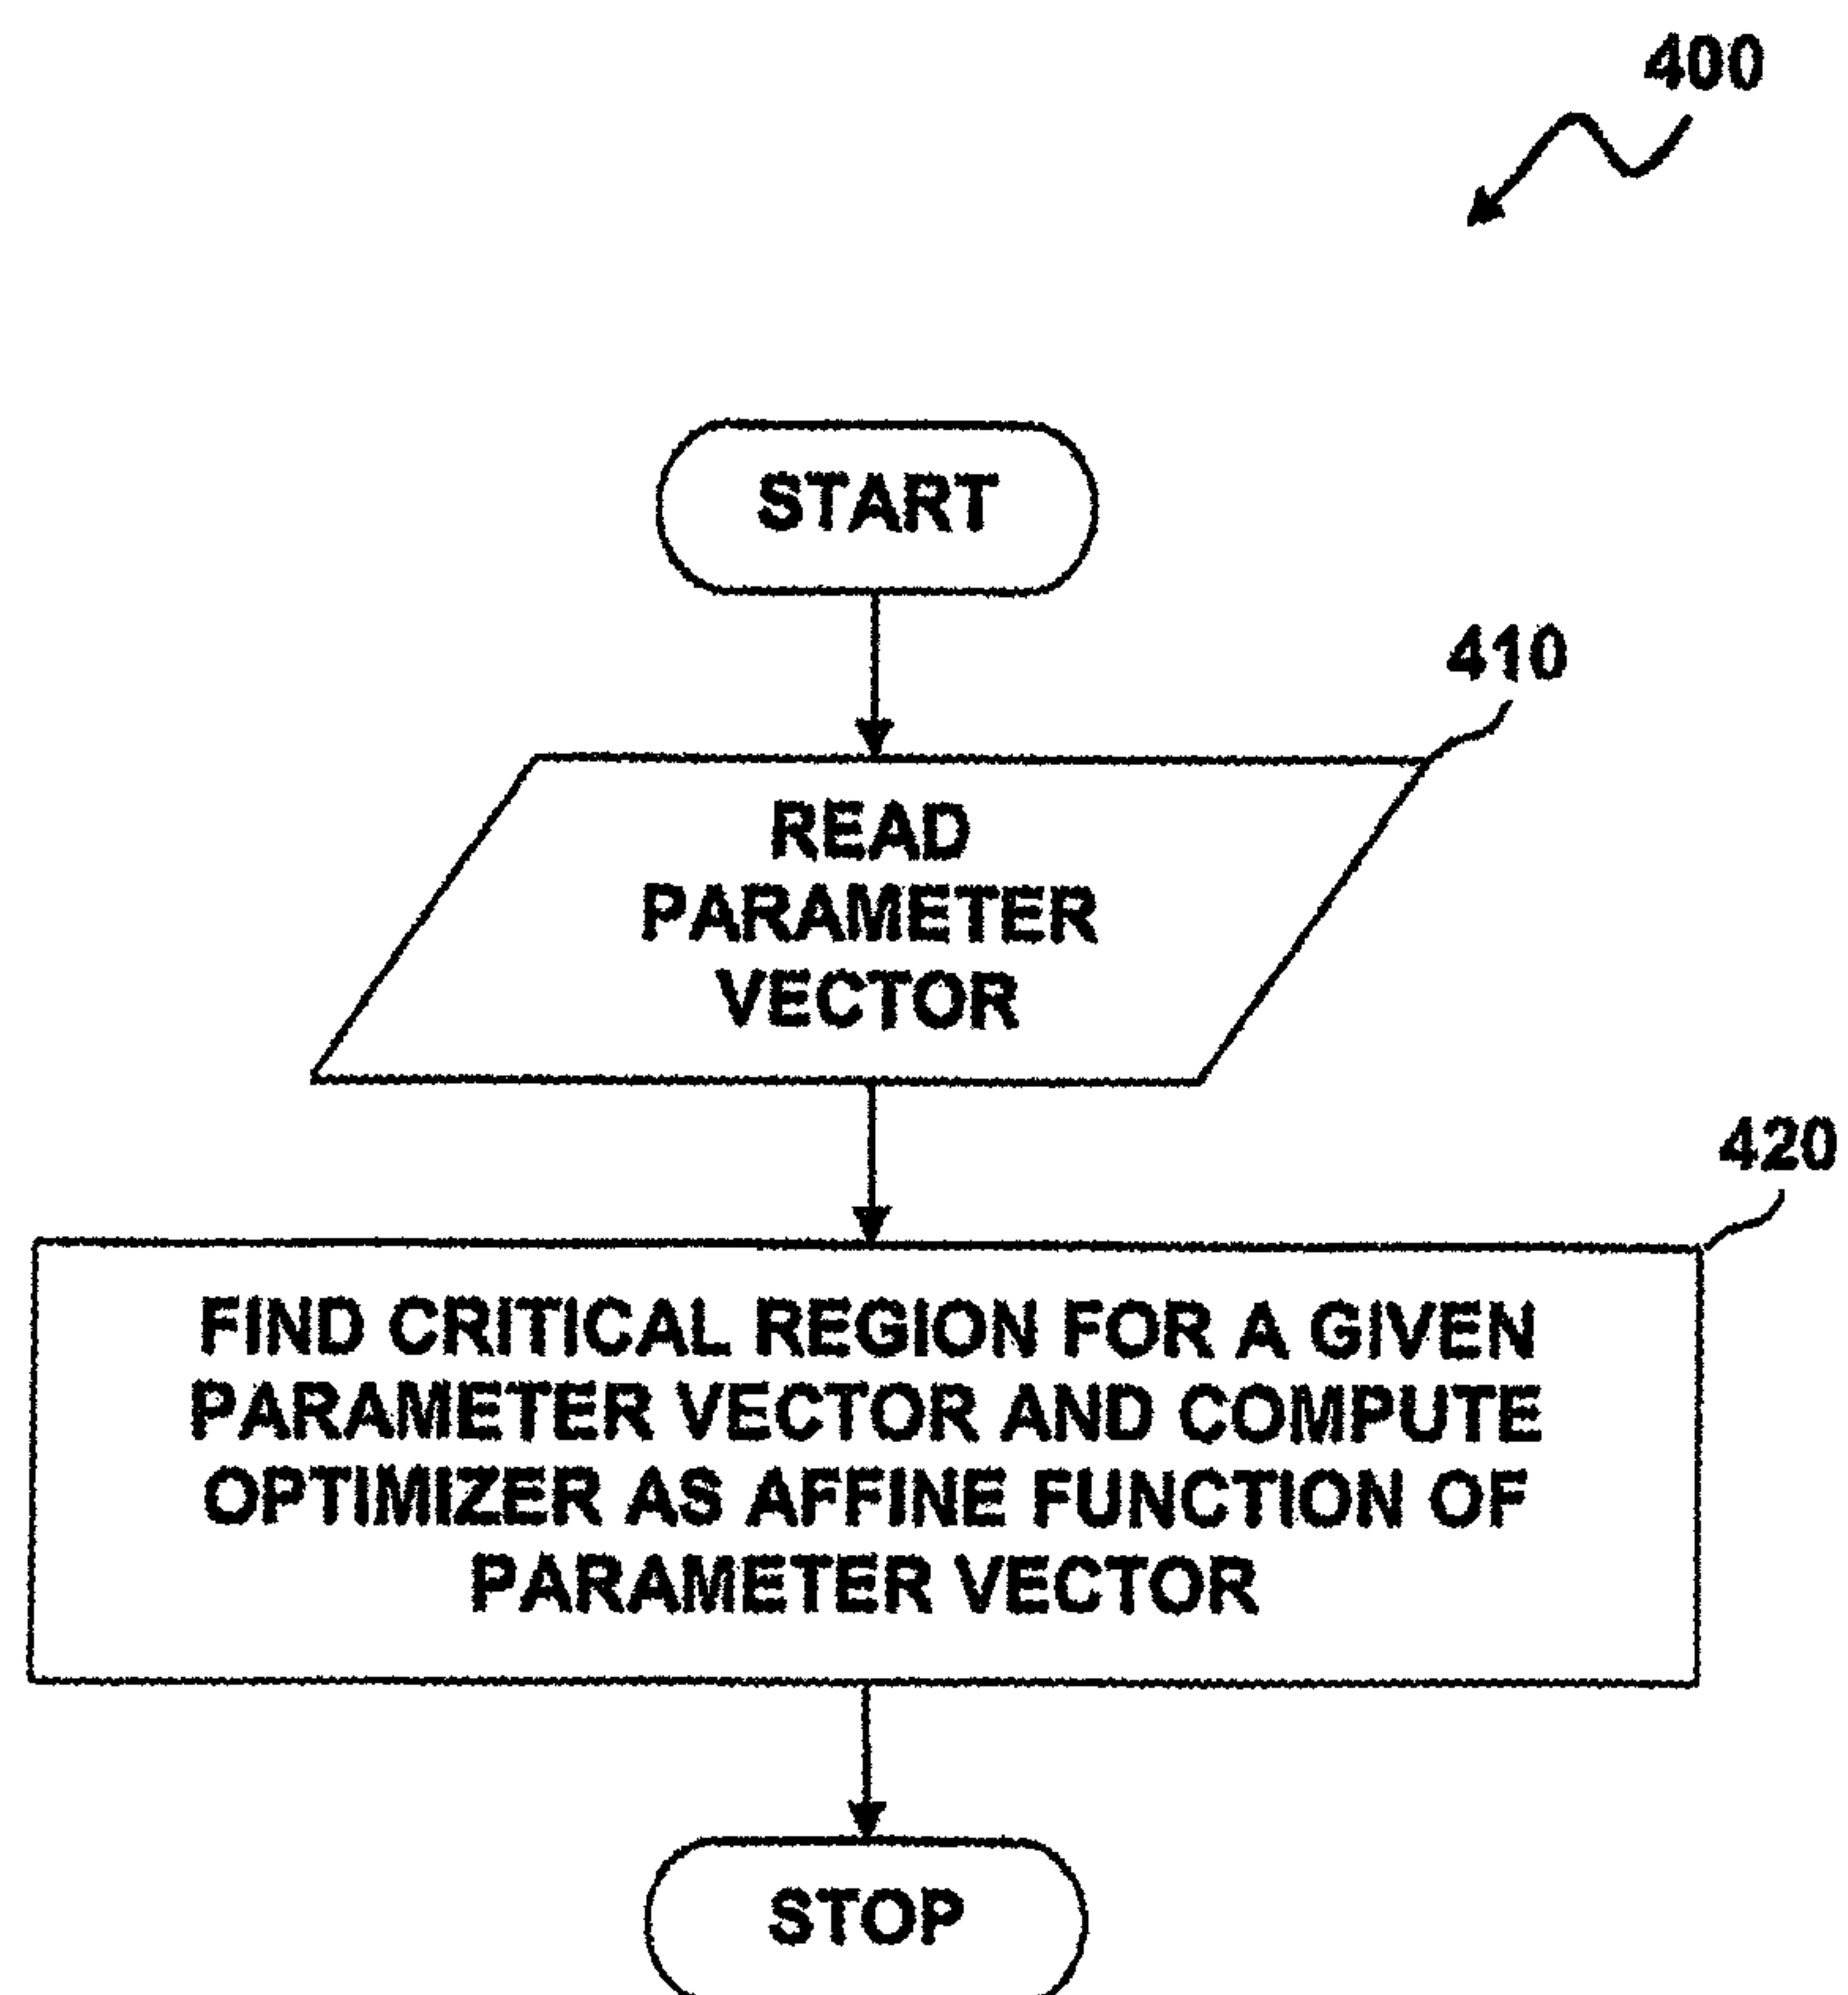 400
START
410
READ
PARAMETER
VECTOR
420
FIND CRITICAL REGION FOR A GIVEN
PARAMETER VECTOR AND COMPUTE
OPTIMIZER AS AFFINE FUNCTION OF
PARAMETER VECTOR
STOP